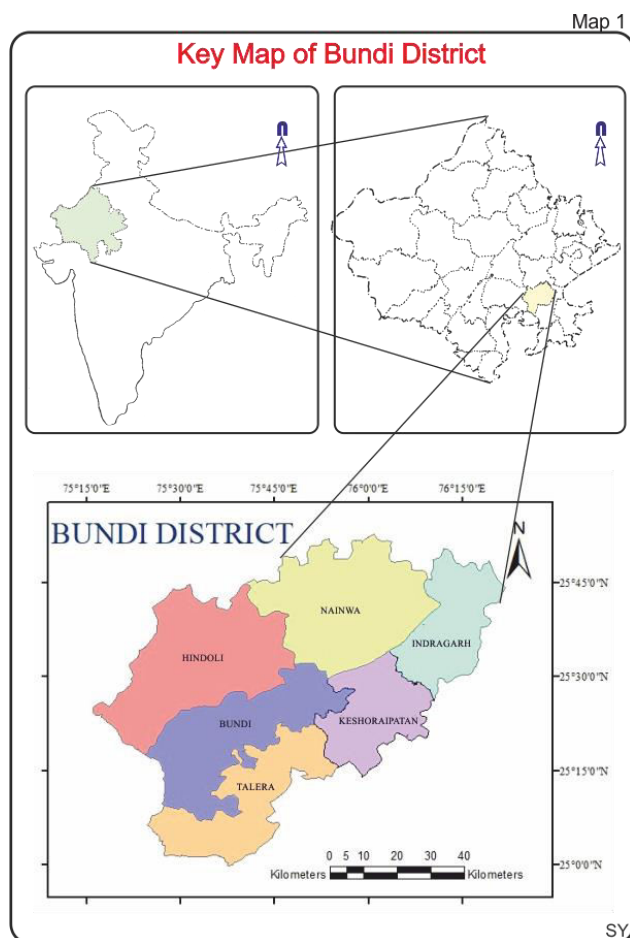 Map 1
Key Map of Bundi District
n
n
75°15'0"E 75°30'0"E 75°45'0"E 76°0'0"E 76°15'0"E
BUNDI DISTRICT
N
25°45'0"N
NAINWA
INDRAGARH
HINDOLI
25°30'0"N
BUNDI
KESHORAIPATAN
25°15'0"N
TALERA
25°0'0"N
0 5 10 20 30 40
Kilometers Kilometers
SY